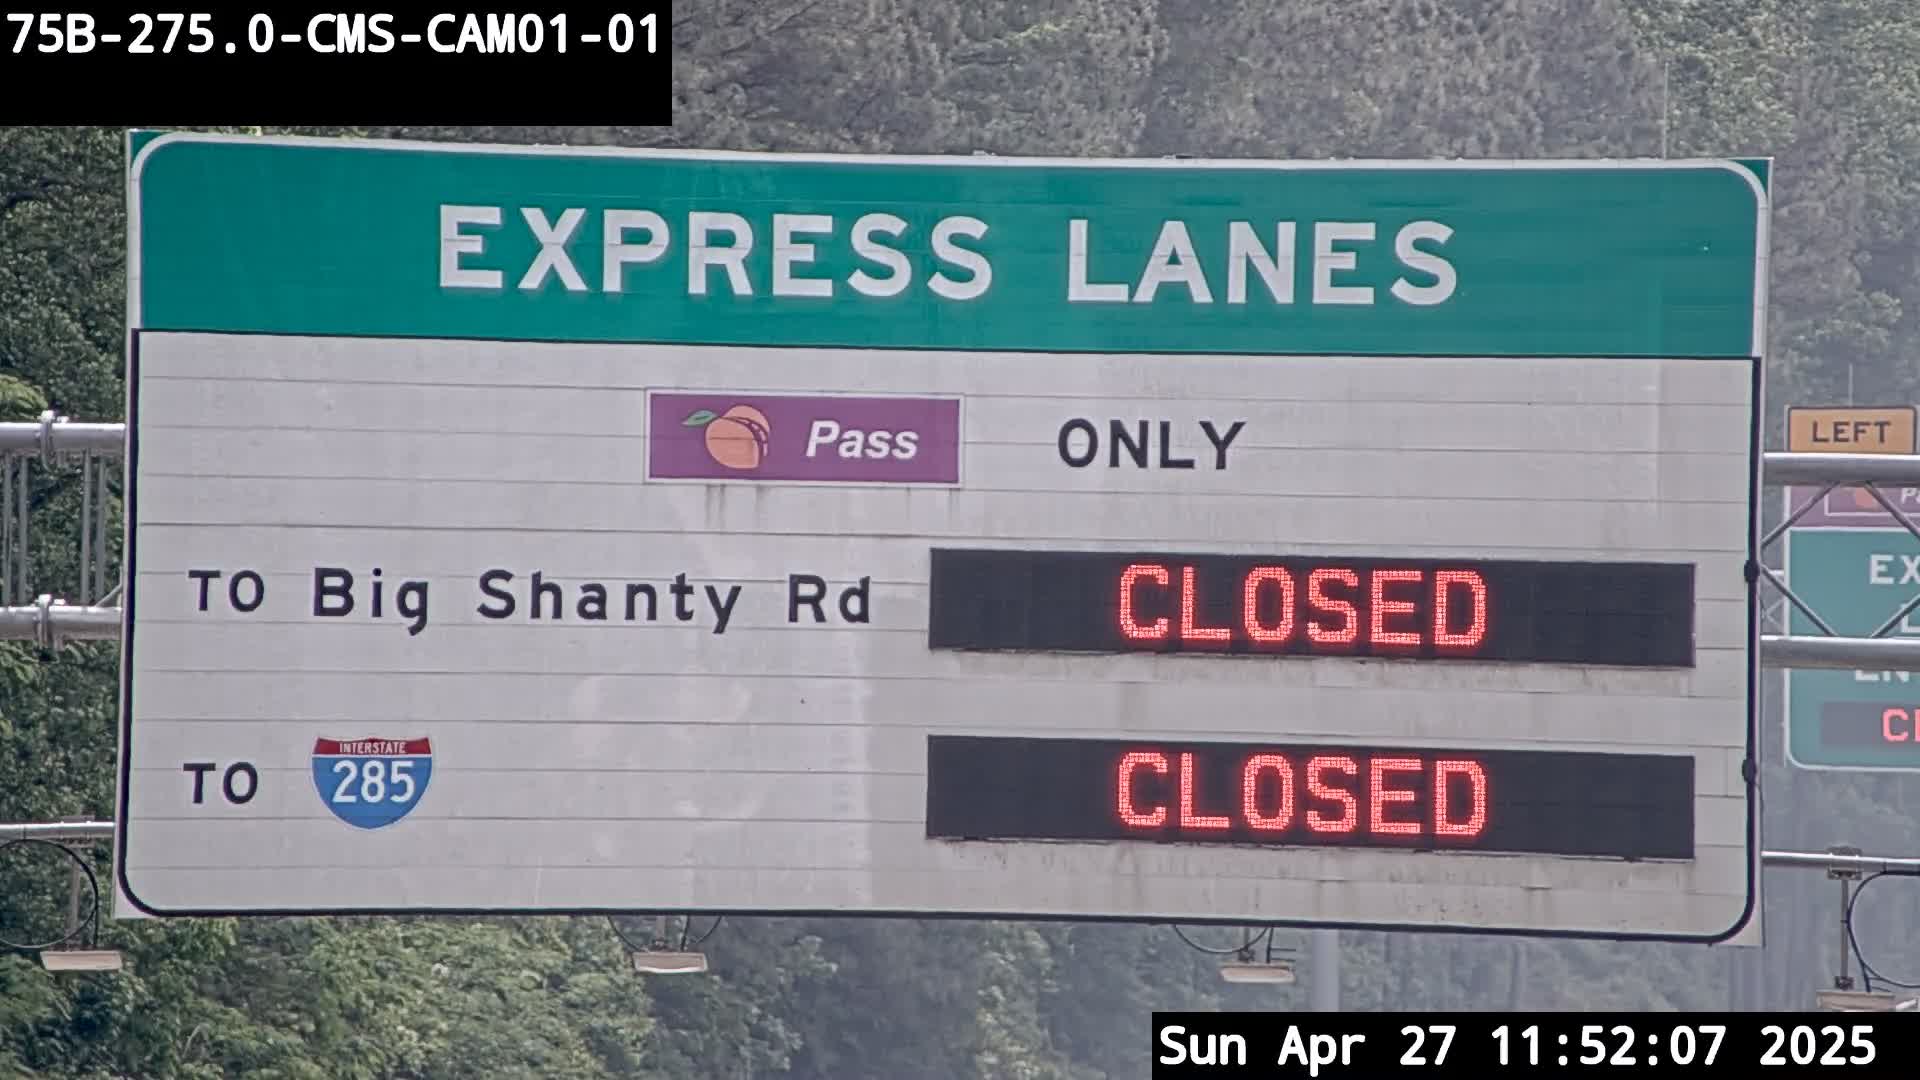 75B-275.0-CMS-CAM01-01
EXPRESS LANES
Pass ONLY
TO Big Shanty Rd CLOSED
TO INTERSTATE 285 CLOSED
LEFT
EX
Sun Apr 27 11:52:07 2025